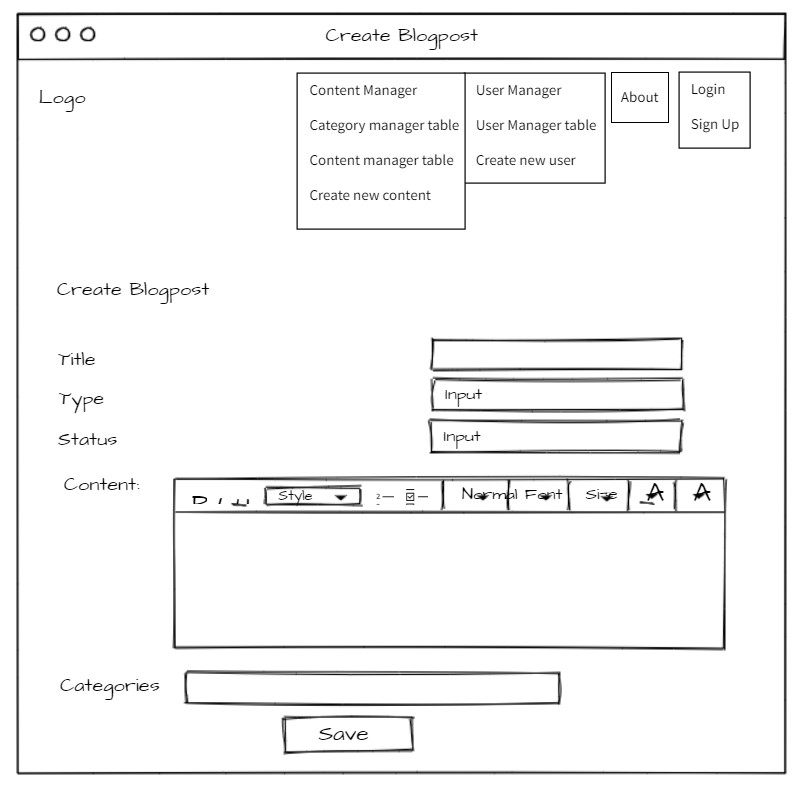 Create Blogpost
Logo
Content Manager
Category manager table
Content manager table
Create new content
User Manager
User Manager table
Create new user
About
Login
Sign Up
Create Blogpost
Title
Type
Input
Status
Input
Content:
Style Normal Font Size A A
Categories
Save